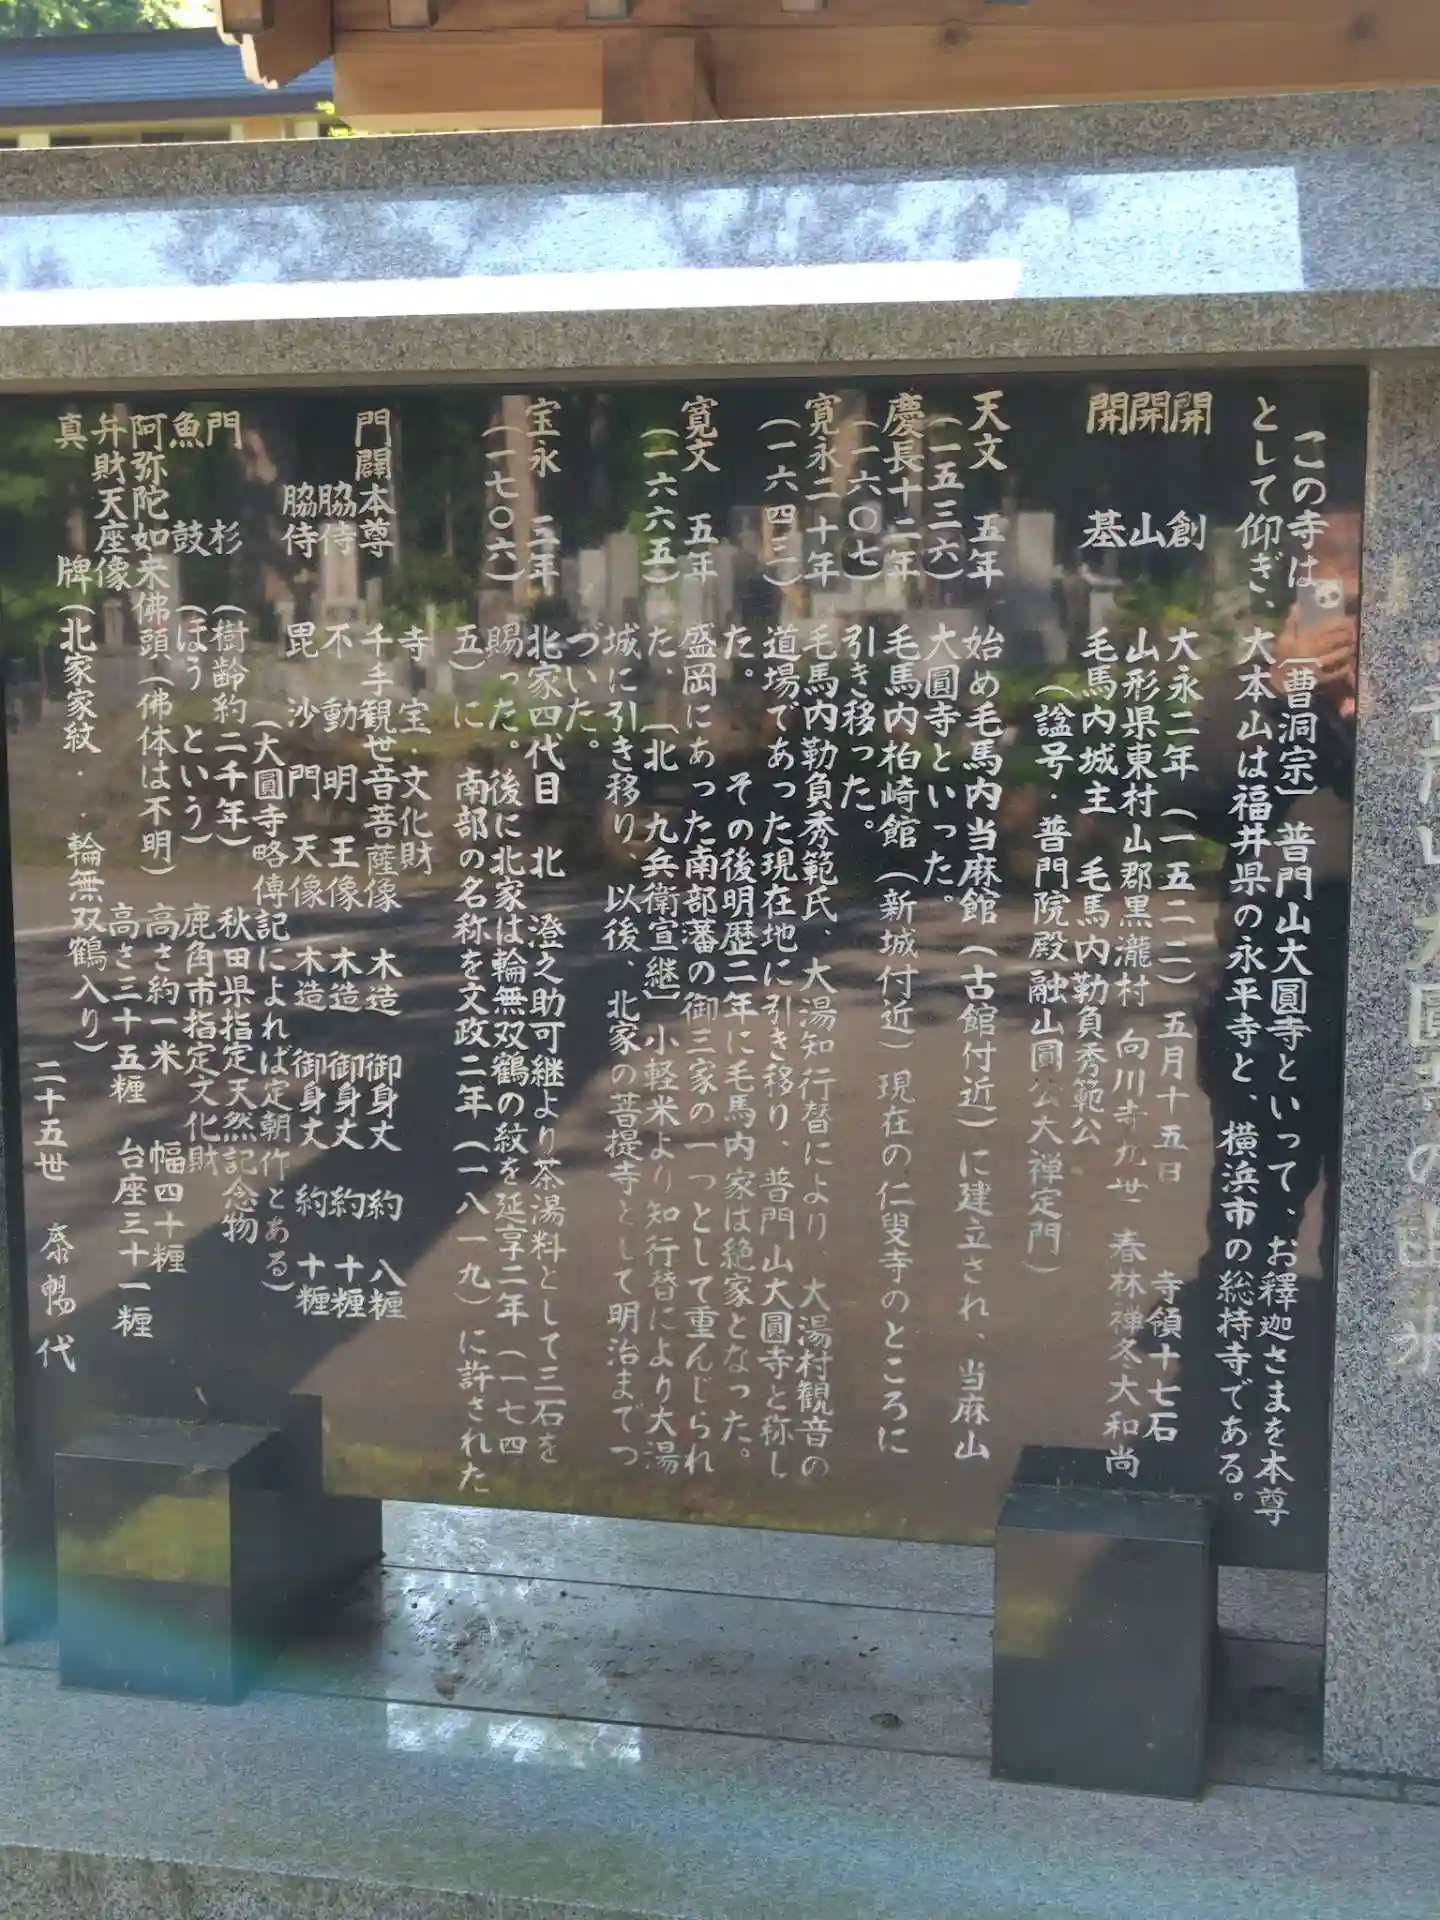 普門山大圓寺の由来
この寺は 〔曹洞宗〕 普門山大圓寺といって、お釋迦さまを本尊
として仰ぎ、大本山は福井県の永平寺と、横浜市の総持寺である。
開 創 大永二年（一五二二）五月十五日 寺領十七石
開 山 山形県東村山郡黒瀧村 向川寺九世 春林禅冬大和尚
開 基 毛馬内城主 毛馬内勒負秀範公
（諡号・普門院殿融山圓公大禅定門）
天文 五年 始め毛馬内当麻館（古館付近）に建立され、当麻山
（一五三六）大圓寺といった。
慶長十二年 毛馬内柏崎館（新城付近）現在の仁叟寺のところに
（一六〇七）引き移った。
寛永二十年 毛馬内勒負秀範氏、大湯知行替により、大湯村観音の
（一六四三）道場であった現在地に引き移り、普門山大圓寺と称し
た。 その後明歴二年に毛馬内家は絶家となった。
寛文 五年 盛岡にあった南部藩の御三家の一つとして重んじられ
（一六六五）た、〔北 九兵衛宣継〕小軽米より知行替により大湯
城に引き移り、以後、北家の菩提寺として明治までつ
づいた。
宝永 三年 北家四代目 北 澄之助可継より茶湯料として三石を
（一七〇六）賜った。 後に北家は輪無双鶴の紋を延享二年（一七四
五）に 南部の名称を文政二年（一八一九）に許された
寺 宝・文化財
門闢本尊 千手観世音菩薩像 木造 御身丈 約 八糎
脇侍 不動明王像 木造 御身丈 約 十糎
脇侍 毘沙門天像 木造 御身丈 約 十糎
（大圓寺略傳記によれば定朝作とある）
門 杉 （樹齢約二千年） 秋田県指定天然記念物
魚 鼓 （ほう という） 鹿角市指定文化財
阿弥陀如来佛頭（佛体は不明） 高さ約一米 幅四十糎
弁財天座像 高さ三十五糎 台座三十一糎
真 牌（北家家紋・・輪無双鶴入り）
二十五世 泰暢 代